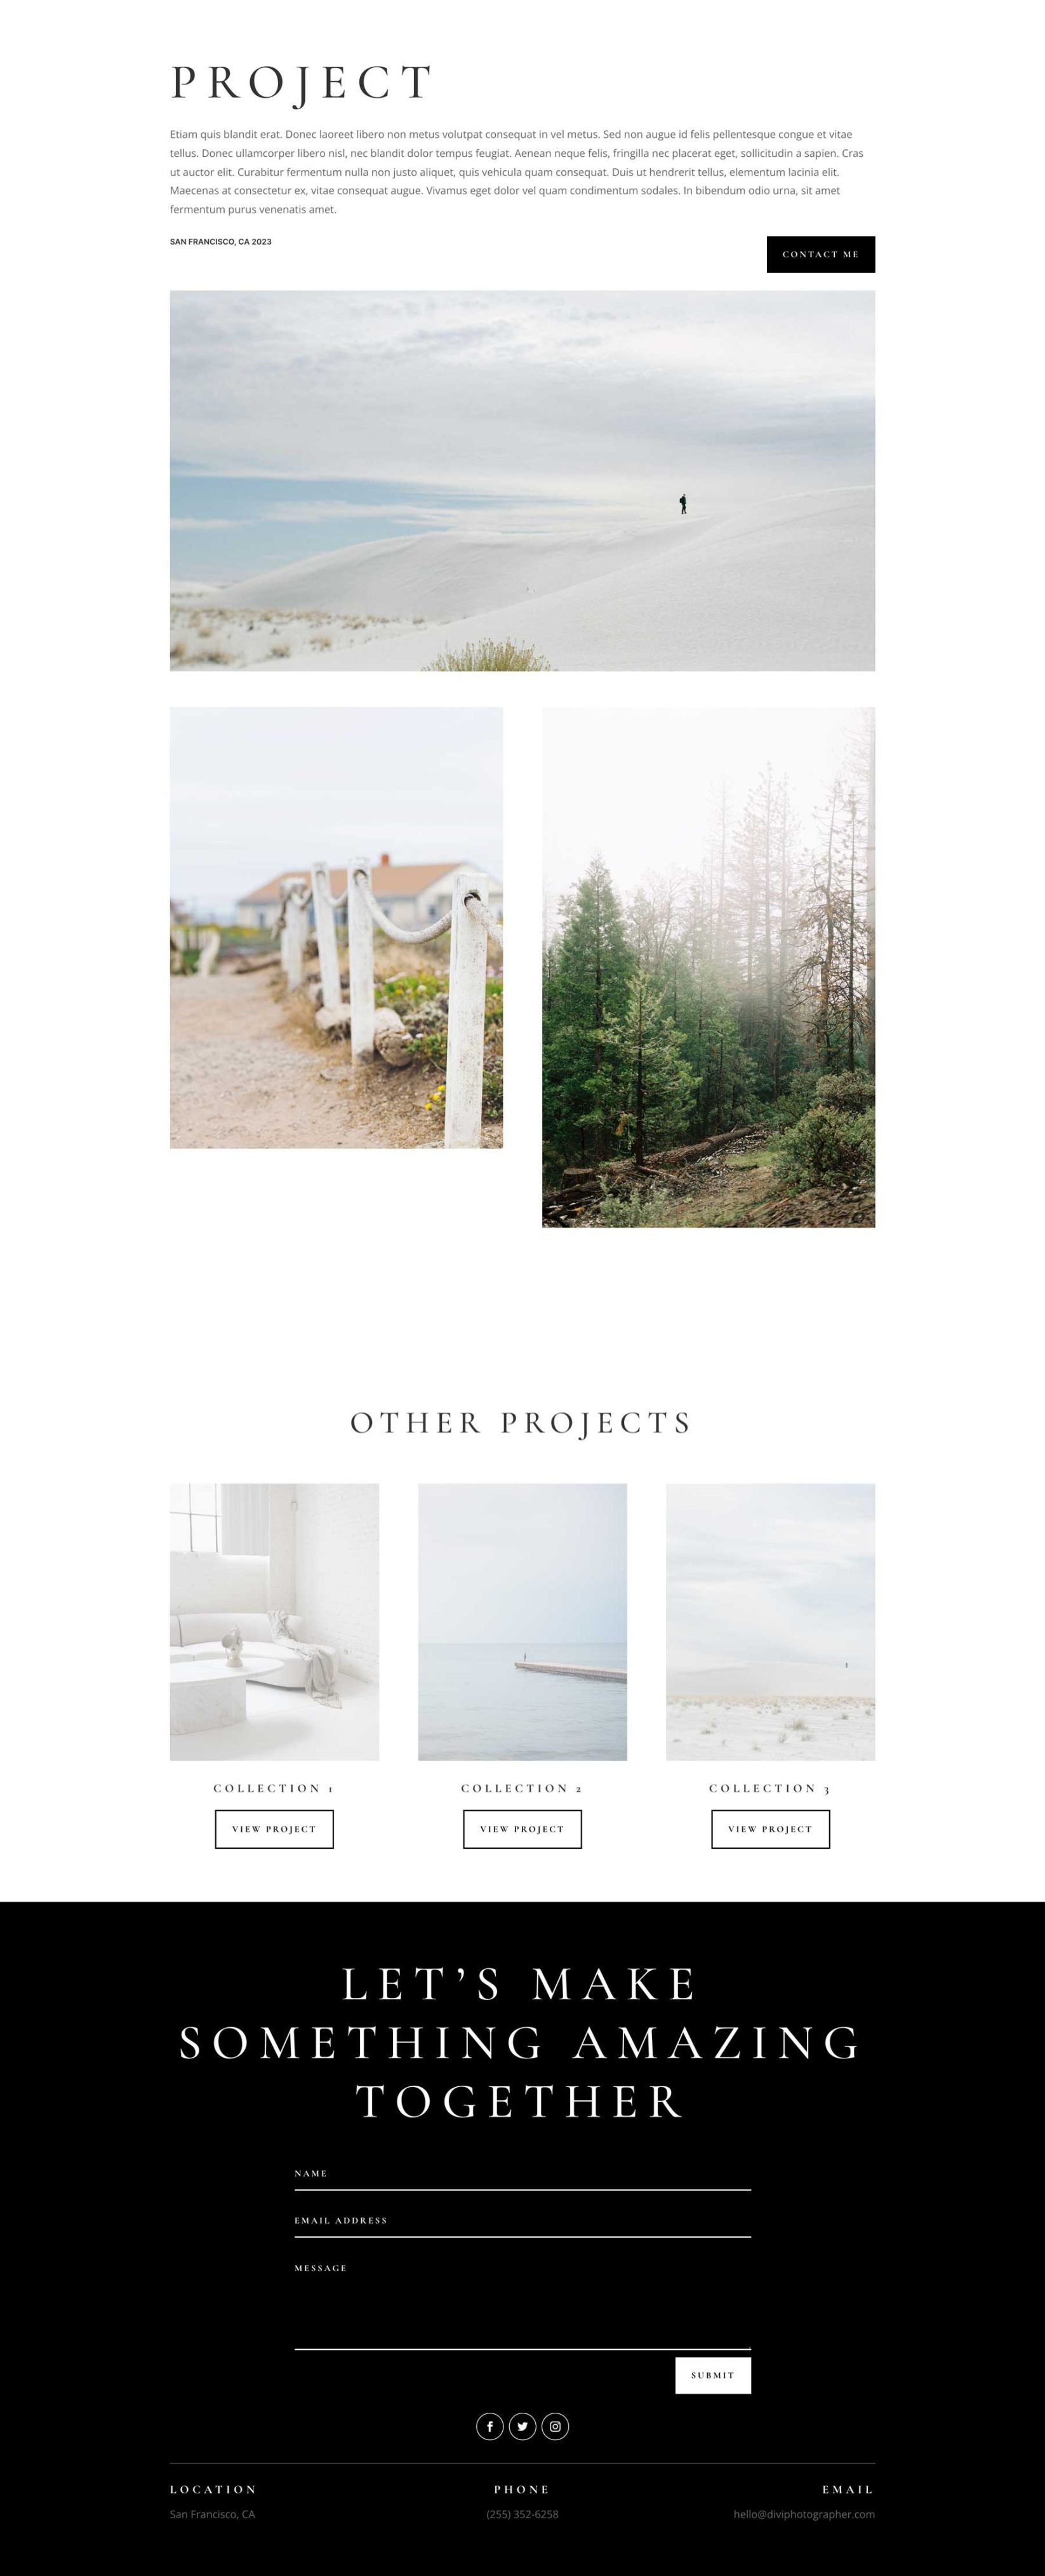 PROJECT
Etiam quis blandit erat. Donec laoreet libero non metus volutpat consequat in vel metus. Sed non augue id felis pellentesque congue et vitae
tellus. Donec ullamcorper libero nisl, nec blandit dolor tempus feugiat. Aenean neque felis, fringilla nec placerat eget, sollicitudin a sapien. Cras
ut auctor elit. Curabitur fermentum nulla non justo aliquet, quis vehicula quam consequat. Duis ut hendrerit tellus, elementum lacinia elit.
Maecenas at consectetur ex, vitae consequat augue. Vivamus eget dolor vel quam condimentum sodales. In bibendum odio urna, sit amet
fermentum purus venenatis amet.
SAN FRANCISCO, CA 2023
CONTACT ME
OTHER PROJECTS
COLLECTION 1
VIEW PROJECT
COLLECTION 2
VIEW PROJECT
COLLECTION 3
VIEW PROJECT
LET’S MAKE
SOMETHING AMAZING
TOGETHER
NAME
EMAIL ADDRESS
MESSAGE
SUBMIT
LOCATION
San Francisco, CA
PHONE
(255) 352-6258
EMAIL
hello@diviphotographer.com